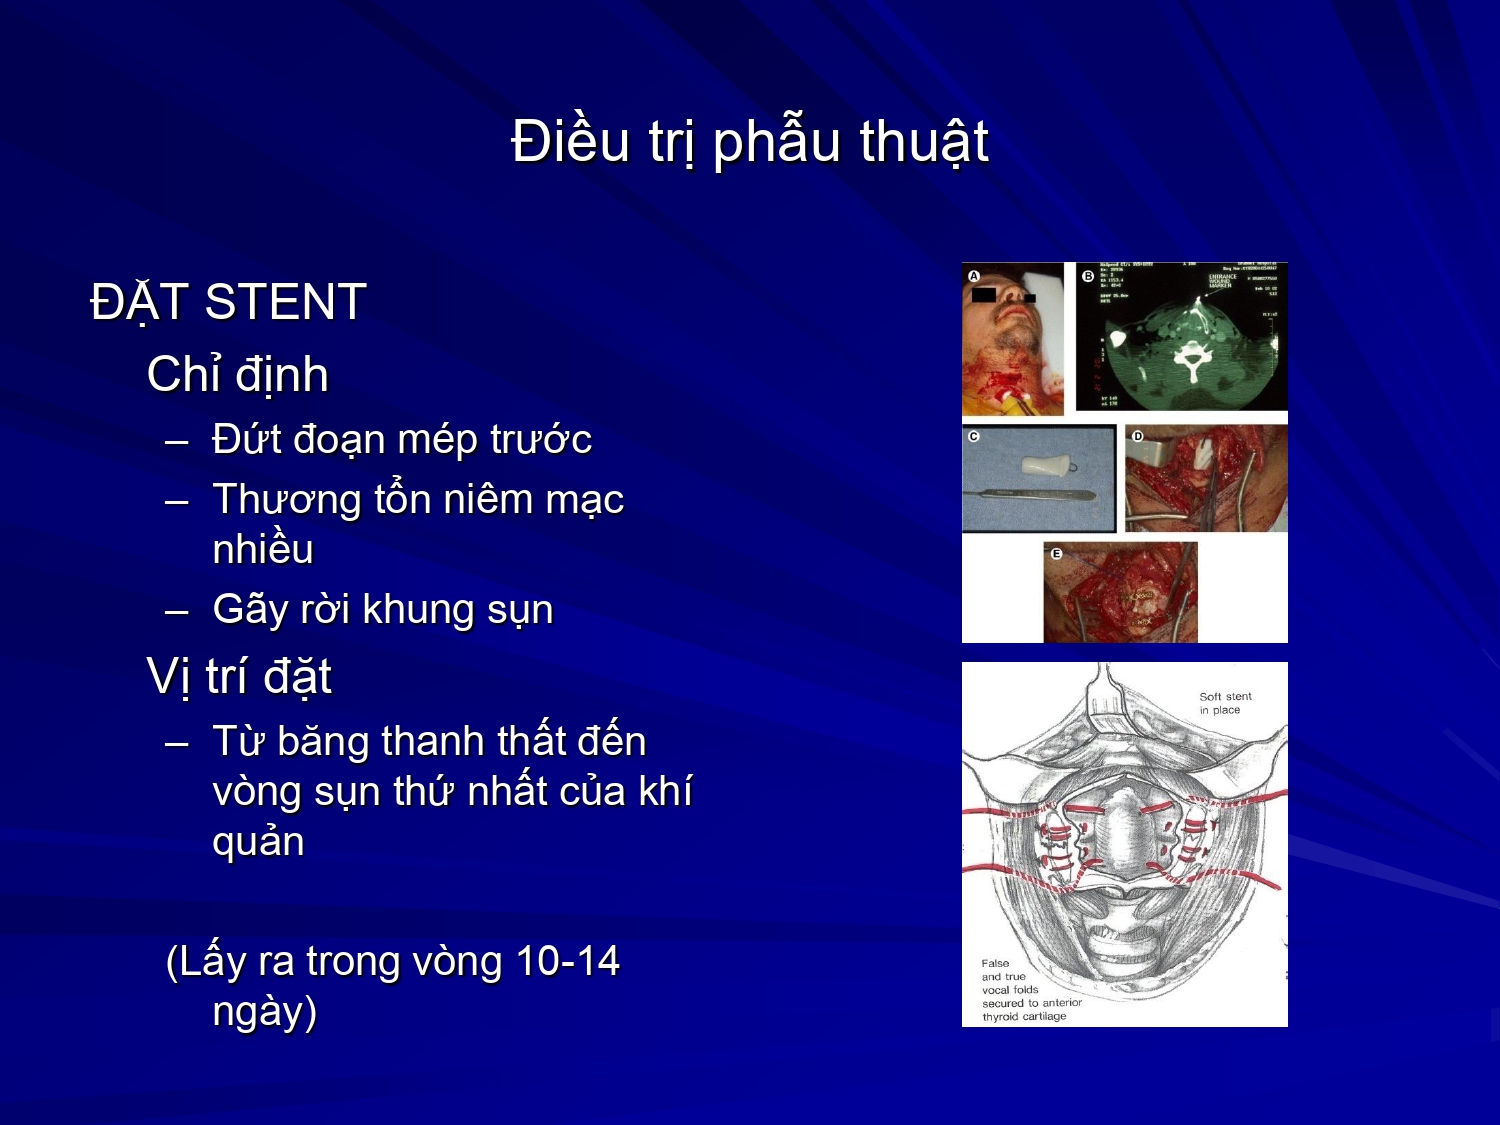 Điều trị phẫu thuật
ĐẶT STENT
Chỉ định
– Đứt đoạn mép trước
– Thương tổn niêm mạc
nhiều
– Gãy rời khung sụn
Vị trí đặt
– Từ băng thanh thất đến
vòng sụn thứ nhất của khí
quản
(Lấy ra trong vòng 10-14
ngày)
A
B
ENTRANCE
WOUND
MARKER
C
D
E
Soft stent
in place
False
and true
vocal folds
secured to anterior
thyroid cartilage